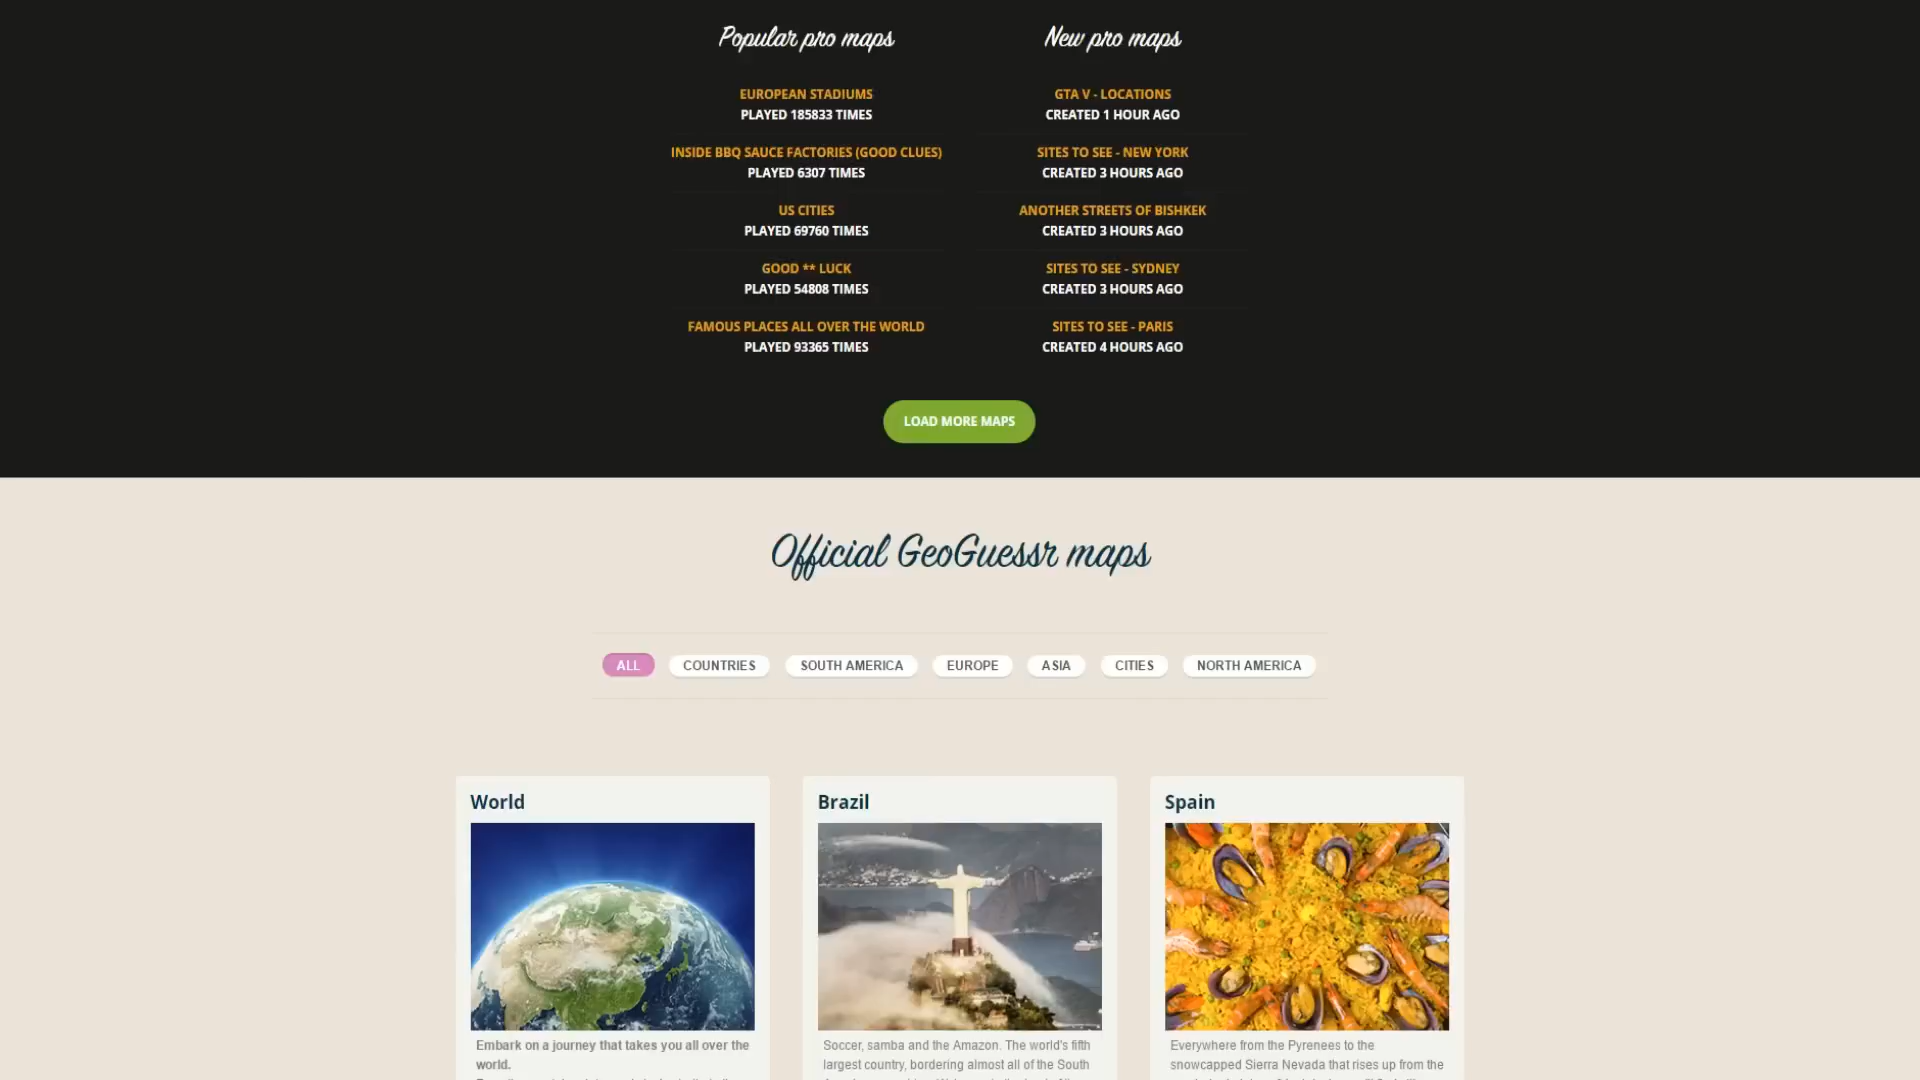 Popular pro maps
New pro maps
EUROPEAN STADIUMS
PLAYED 185833 TIMES
GTA V - LOCATIONS
CREATED 1 HOUR AGO
INSIDE BBQ SAUCE FACTORIES (GOOD CLUES)
PLAYED 6307 TIMES
SITES TO SEE - NEW YORK
CREATED 3 HOURS AGO
US CITIES
PLAYED 69760 TIMES
ANOTHER STREETS OF BISHKEK
CREATED 3 HOURS AGO
GOOD ** LUCK
PLAYED 54808 TIMES
SITES TO SEE - SYDNEY
CREATED 3 HOURS AGO
FAMOUS PLACES ALL OVER THE WORLD
PLAYED 93365 TIMES
SITES TO SEE - PARIS
CREATED 4 HOURS AGO
LOAD MORE MAPS
Official GeoGuessr maps
ALL COUNTRIES SOUTH AMERICA EUROPE ASIA CITIES NORTH AMERICA
World
Embark on a journey that takes you all over the
world.
Brazil
Soccer, samba and the Amazon. The world's fifth
largest country, bordering almost all of the South
Spain
Everywhere from the Pyrenees to the
snowcapped Sierra Nevada that rises up from the